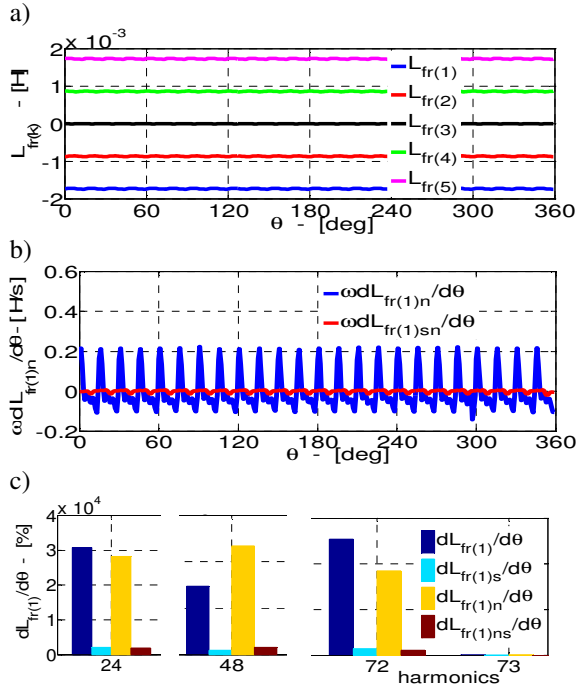 a)
2 x 10^-3
1
0
-1
-2
L_fr(k) - [H]
L_fr(1)
L_fr(2)
L_fr(3)
L_fr(4)
L_fr(5)
0 60 120 180 240 300 360
θ - [deg]
b)
0.6
0.4
0.2
0
-0.2
ωdL_fr(1)n/dθ-[H/s]
ωdL_fr(1)n/dθ
ωdL_fr(1)sn/dθ
0 60 120 180 240 300 360
θ - [deg]
c)
4 x 10^4
3
2
1
0
dL_fr(1)/dθ - [%]
dL_fr(1)/dθ
dL_fr(1)s/dθ
dL_fr(1)n/dθ
dL_fr(1)ns/dθ
24 48 72 73
harmonics